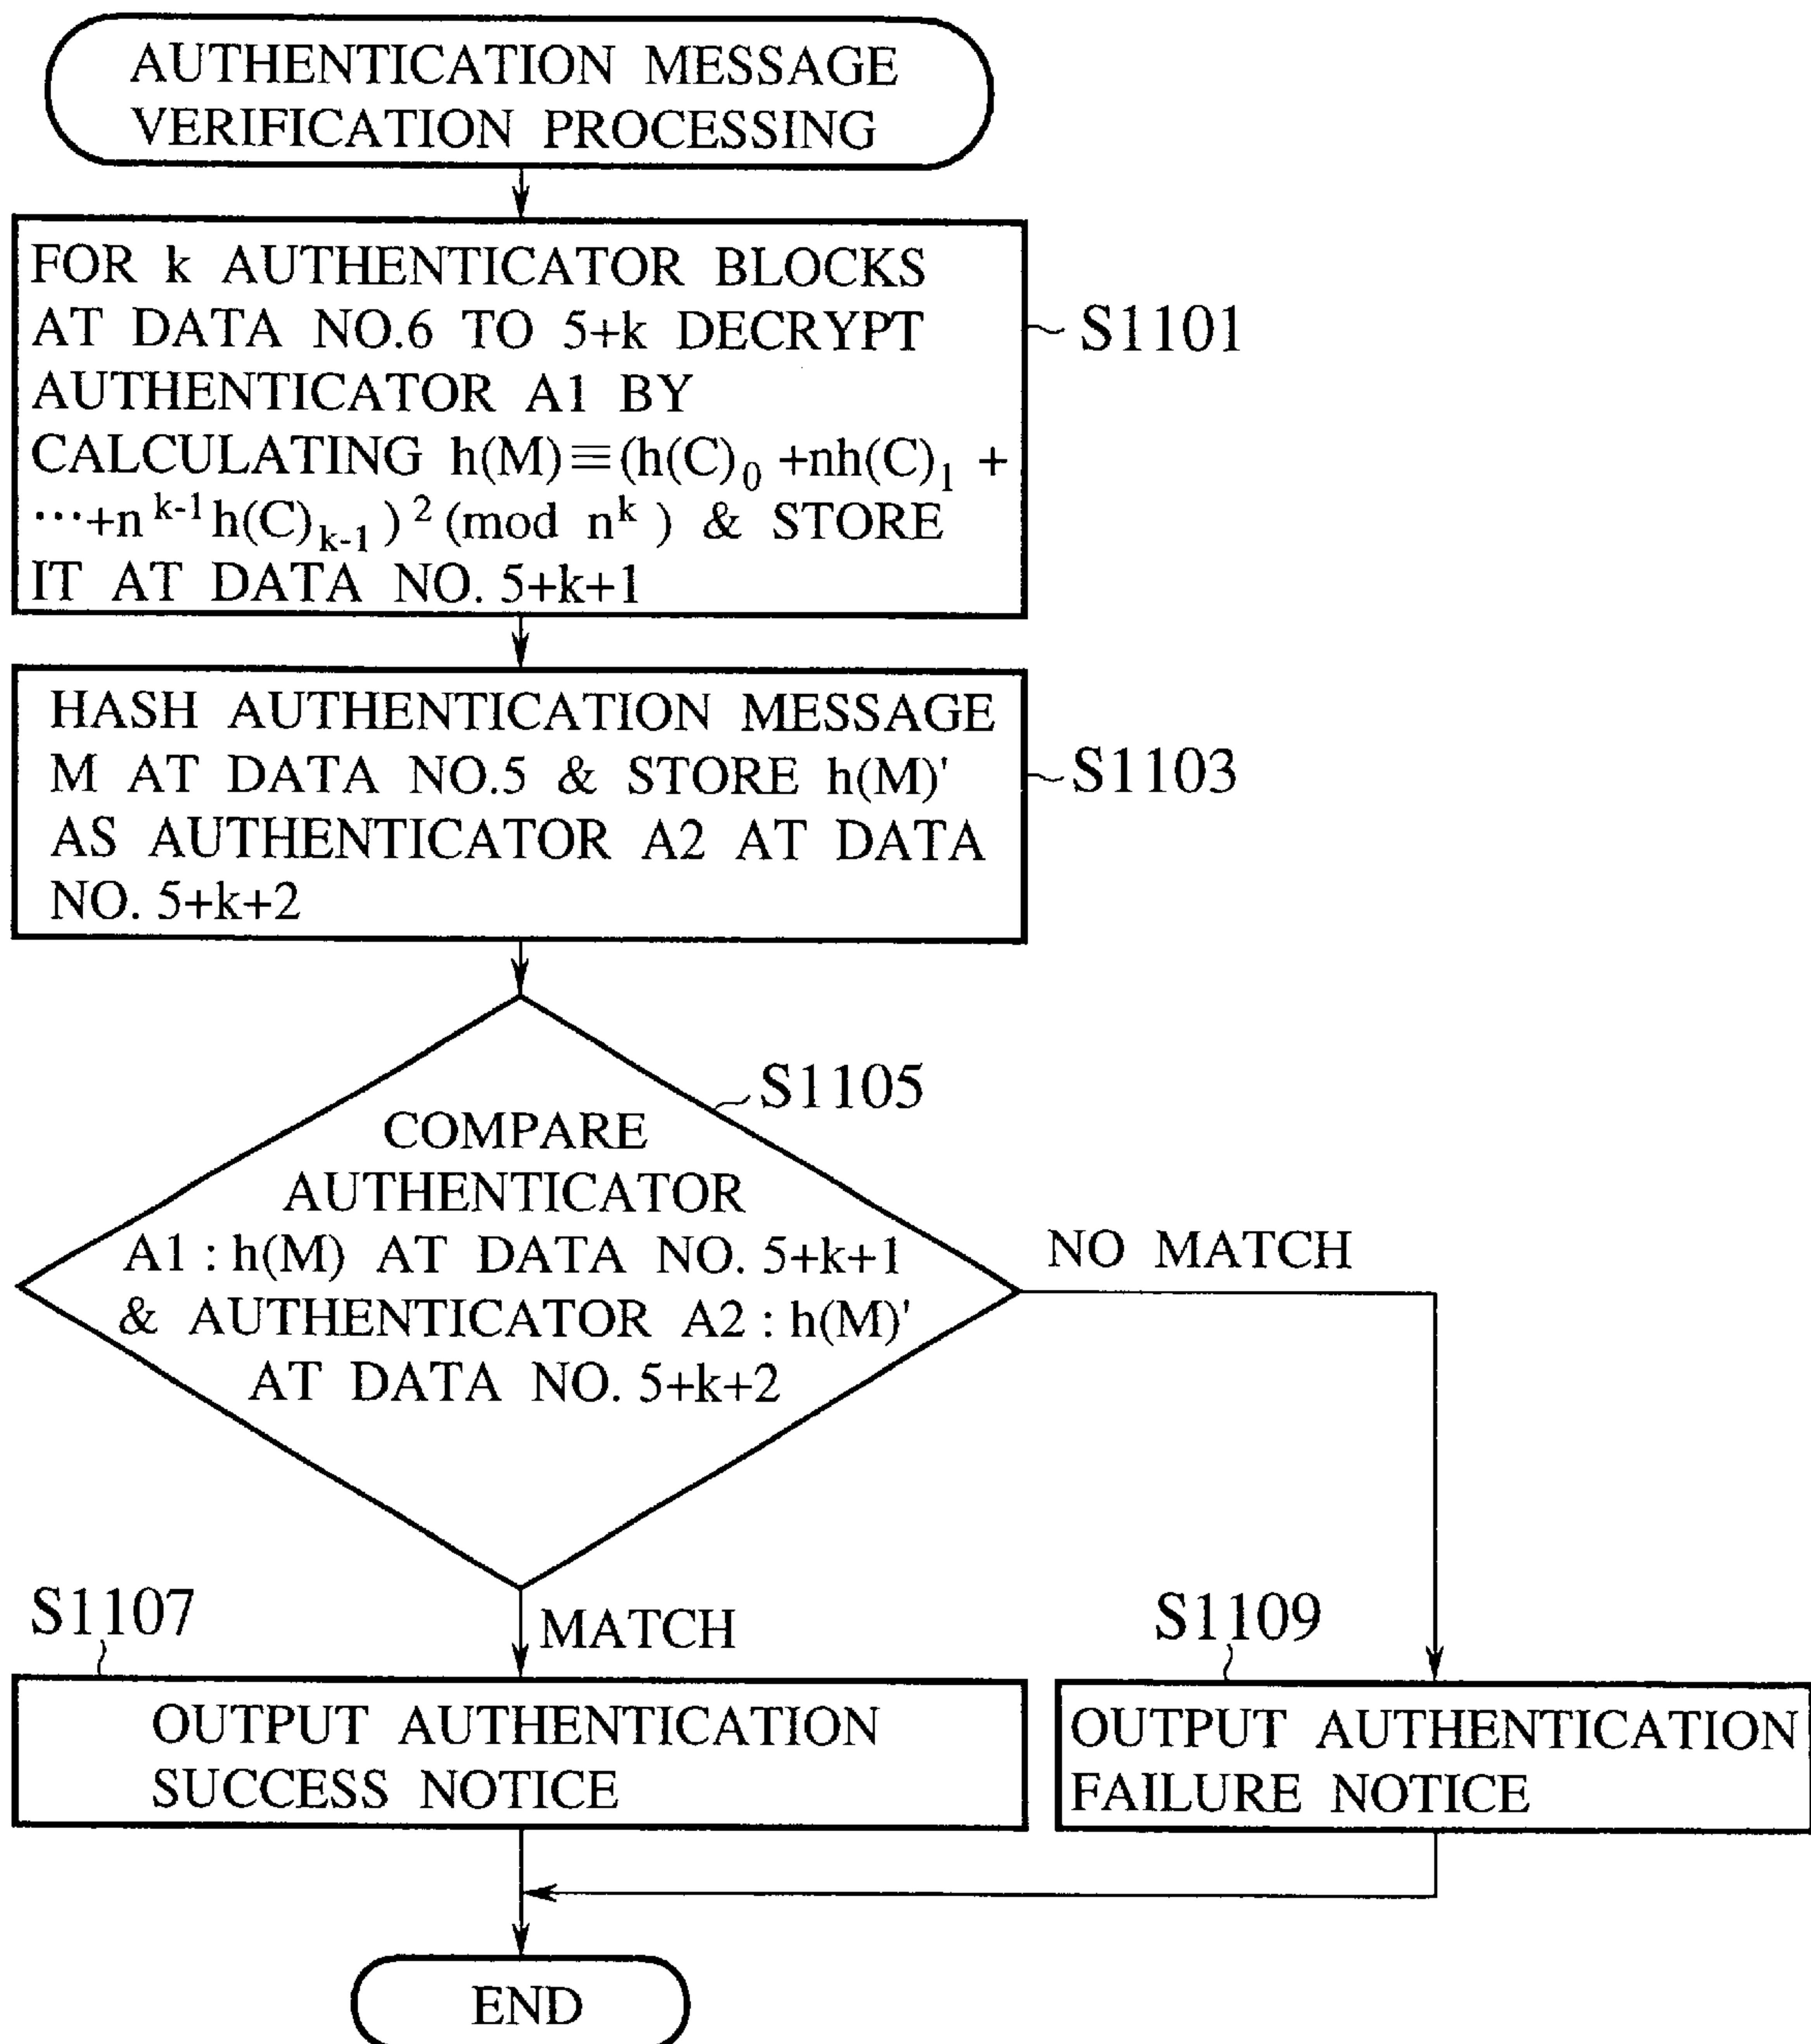 AUTHENTICATION MESSAGE
VERIFICATION PROCESSING
FOR k AUTHENTICATOR BLOCKS
AT DATA NO.6 TO 5+k DECRYPT
AUTHENTICATOR A1 BY
CALCULATING h(M)≡(h(C)₀ +nh(C)₁ +
⋯+nᵏ⁻¹h(C)ₖ₋₁ )² (mod nᵏ ) & STORE
IT AT DATA NO. 5+k+1
S1101
HASH AUTHENTICATION MESSAGE
M AT DATA NO.5 & STORE h(M)'
AS AUTHENTICATOR A2 AT DATA
NO. 5+k+2
S1103
S1105
COMPARE
AUTHENTICATOR
A1 : h(M) AT DATA NO. 5+k+1
& AUTHENTICATOR A2 : h(M)'
AT DATA NO. 5+k+2
NO MATCH
MATCH
S1107
OUTPUT AUTHENTICATION
SUCCESS NOTICE
S1109
OUTPUT AUTHENTICATION
FAILURE NOTICE
END